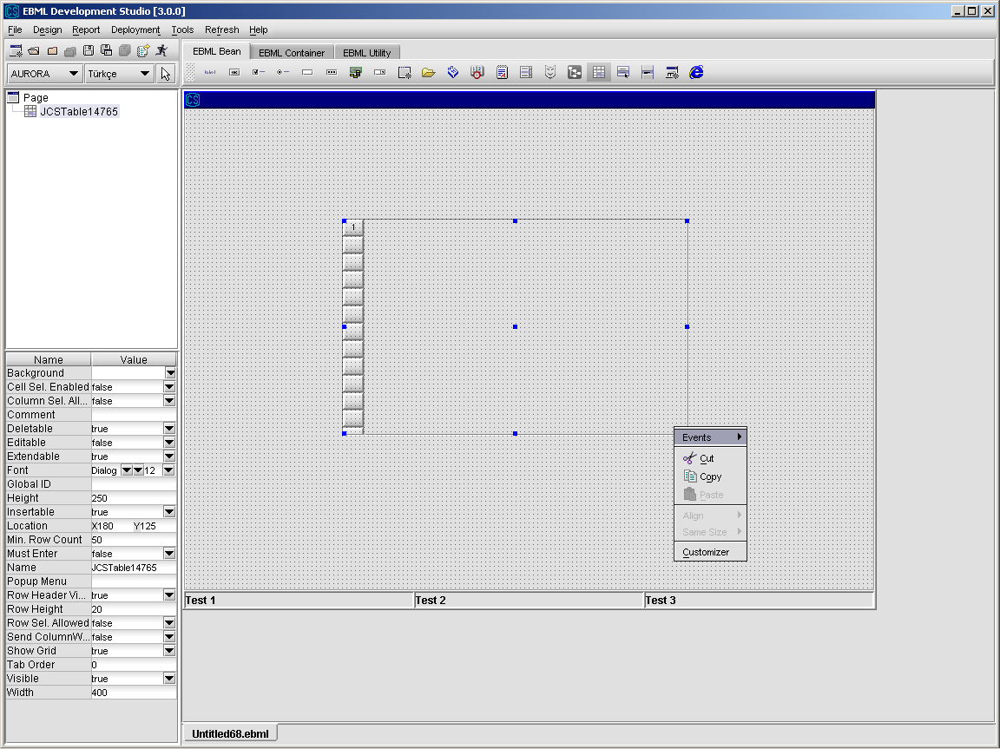 EBML Development Studio [3.0.0]
File Design Report Deployment Tools Refresh Help
EBML Bean EBML Container EBML Utility
AURORA Türkçe
label
Page
JCSTable14765
CS
1
Name Value
Background
Cell Sel. Enabled false
Column Sel. All... false
Comment
Deletable true
Editable false
Extendable true
Font Dialog 12
Global ID
Height 250
Insertable true
Location X180 Y125
Min. Row Count 50
Must Enter false
Name JCSTable14765
Popup Menu
Row Header Vi... true
Row Height 20
Row Sel. Allowed false
Send ColumnW... false
Show Grid true
Tab Order 0
Visible true
Width 400
Events
Cut
Copy
Paste
Align
Same Size
Customizer
Test 1 Test 2 Test 3
Untitled68.ebml